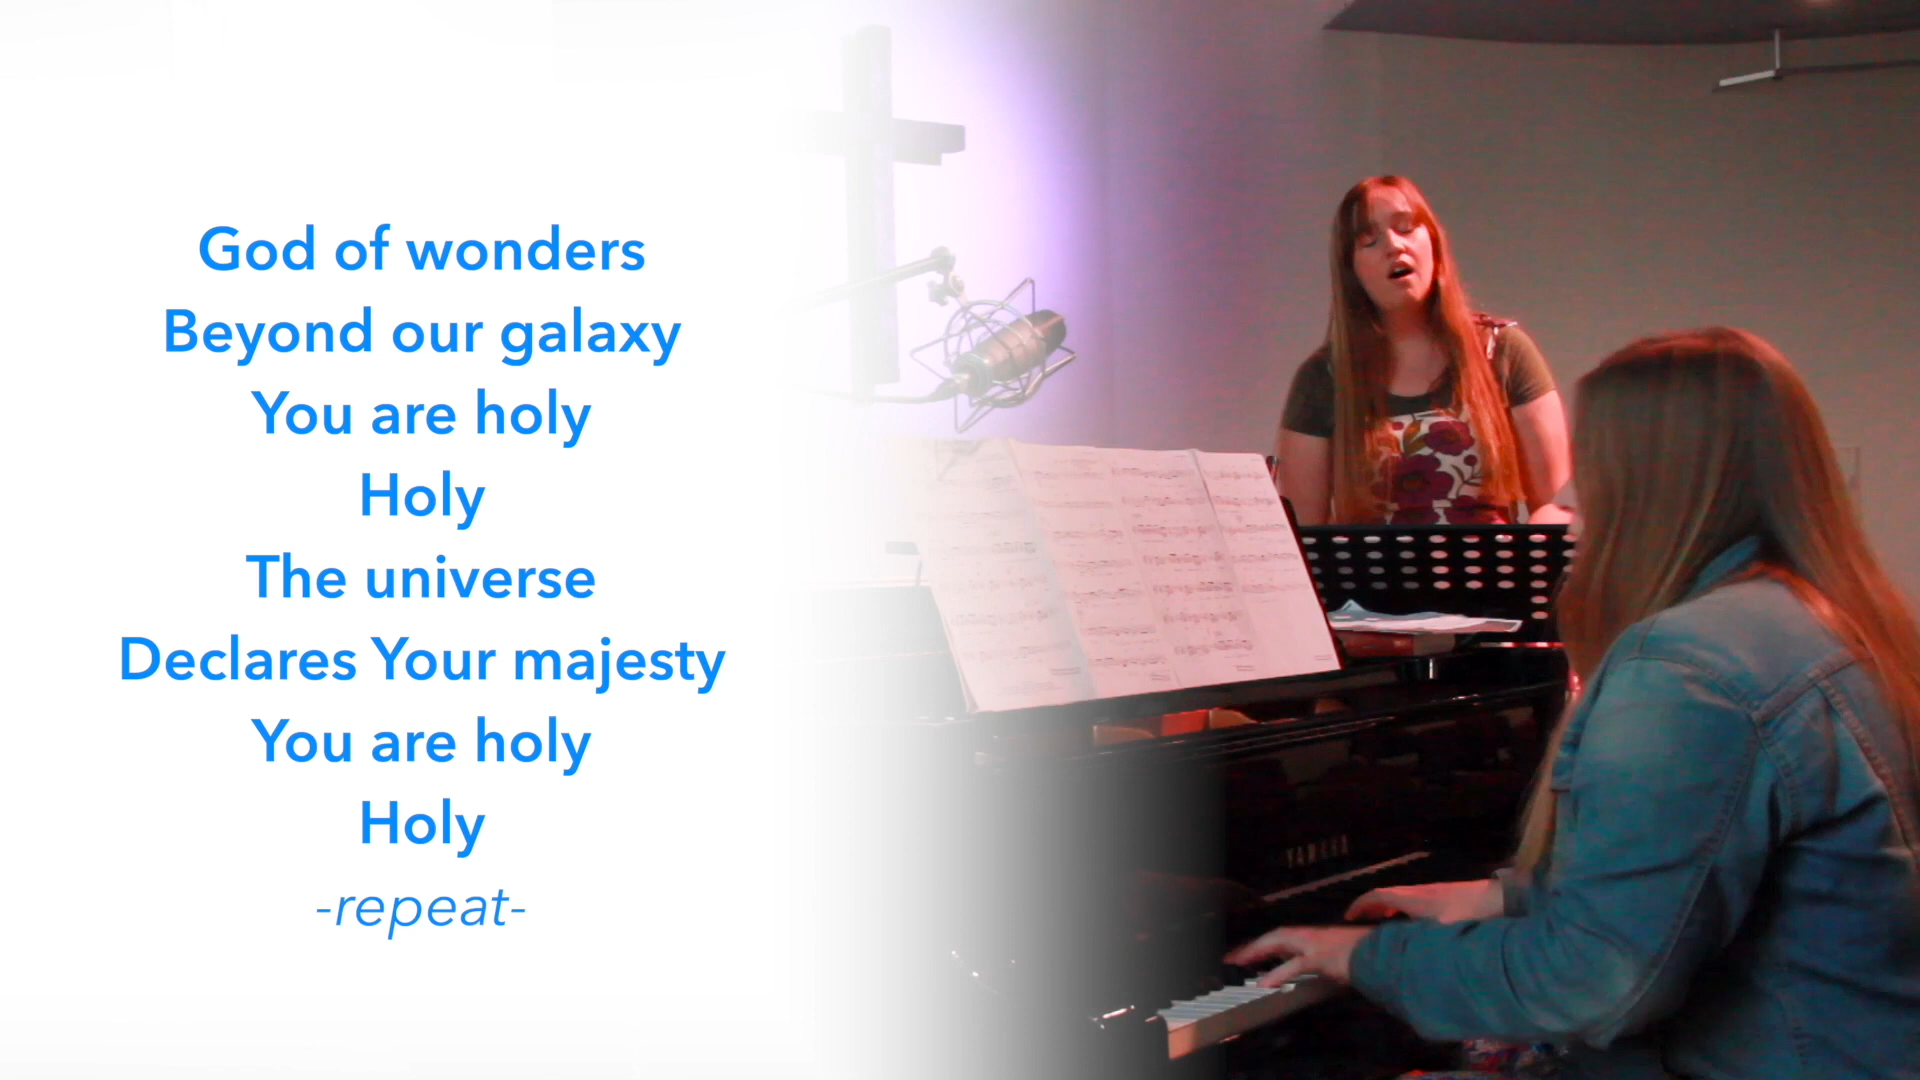 God of wonders
Beyond our galaxy
You are holy
Holy
The universe
Declares Your majesty
You are holy
Holy
-repeat-
YAMAHA